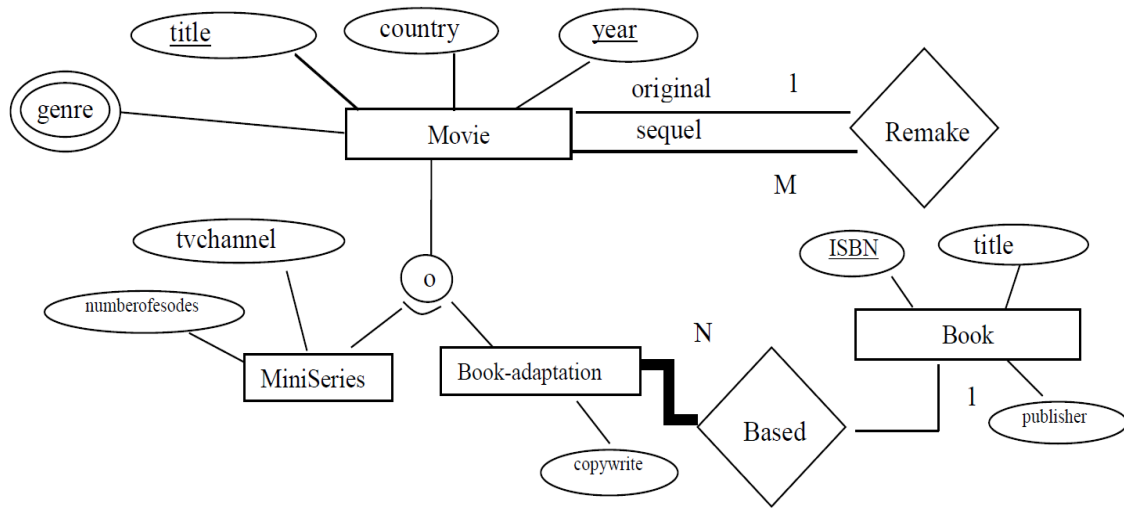 title
country
year
genre
original
1
Movie
sequel
Remake
M
tvchannel
ISBN
title
o
numberofesodes
N
Book
MiniSeries
Book-adaptation
1
publisher
Based
copywrite